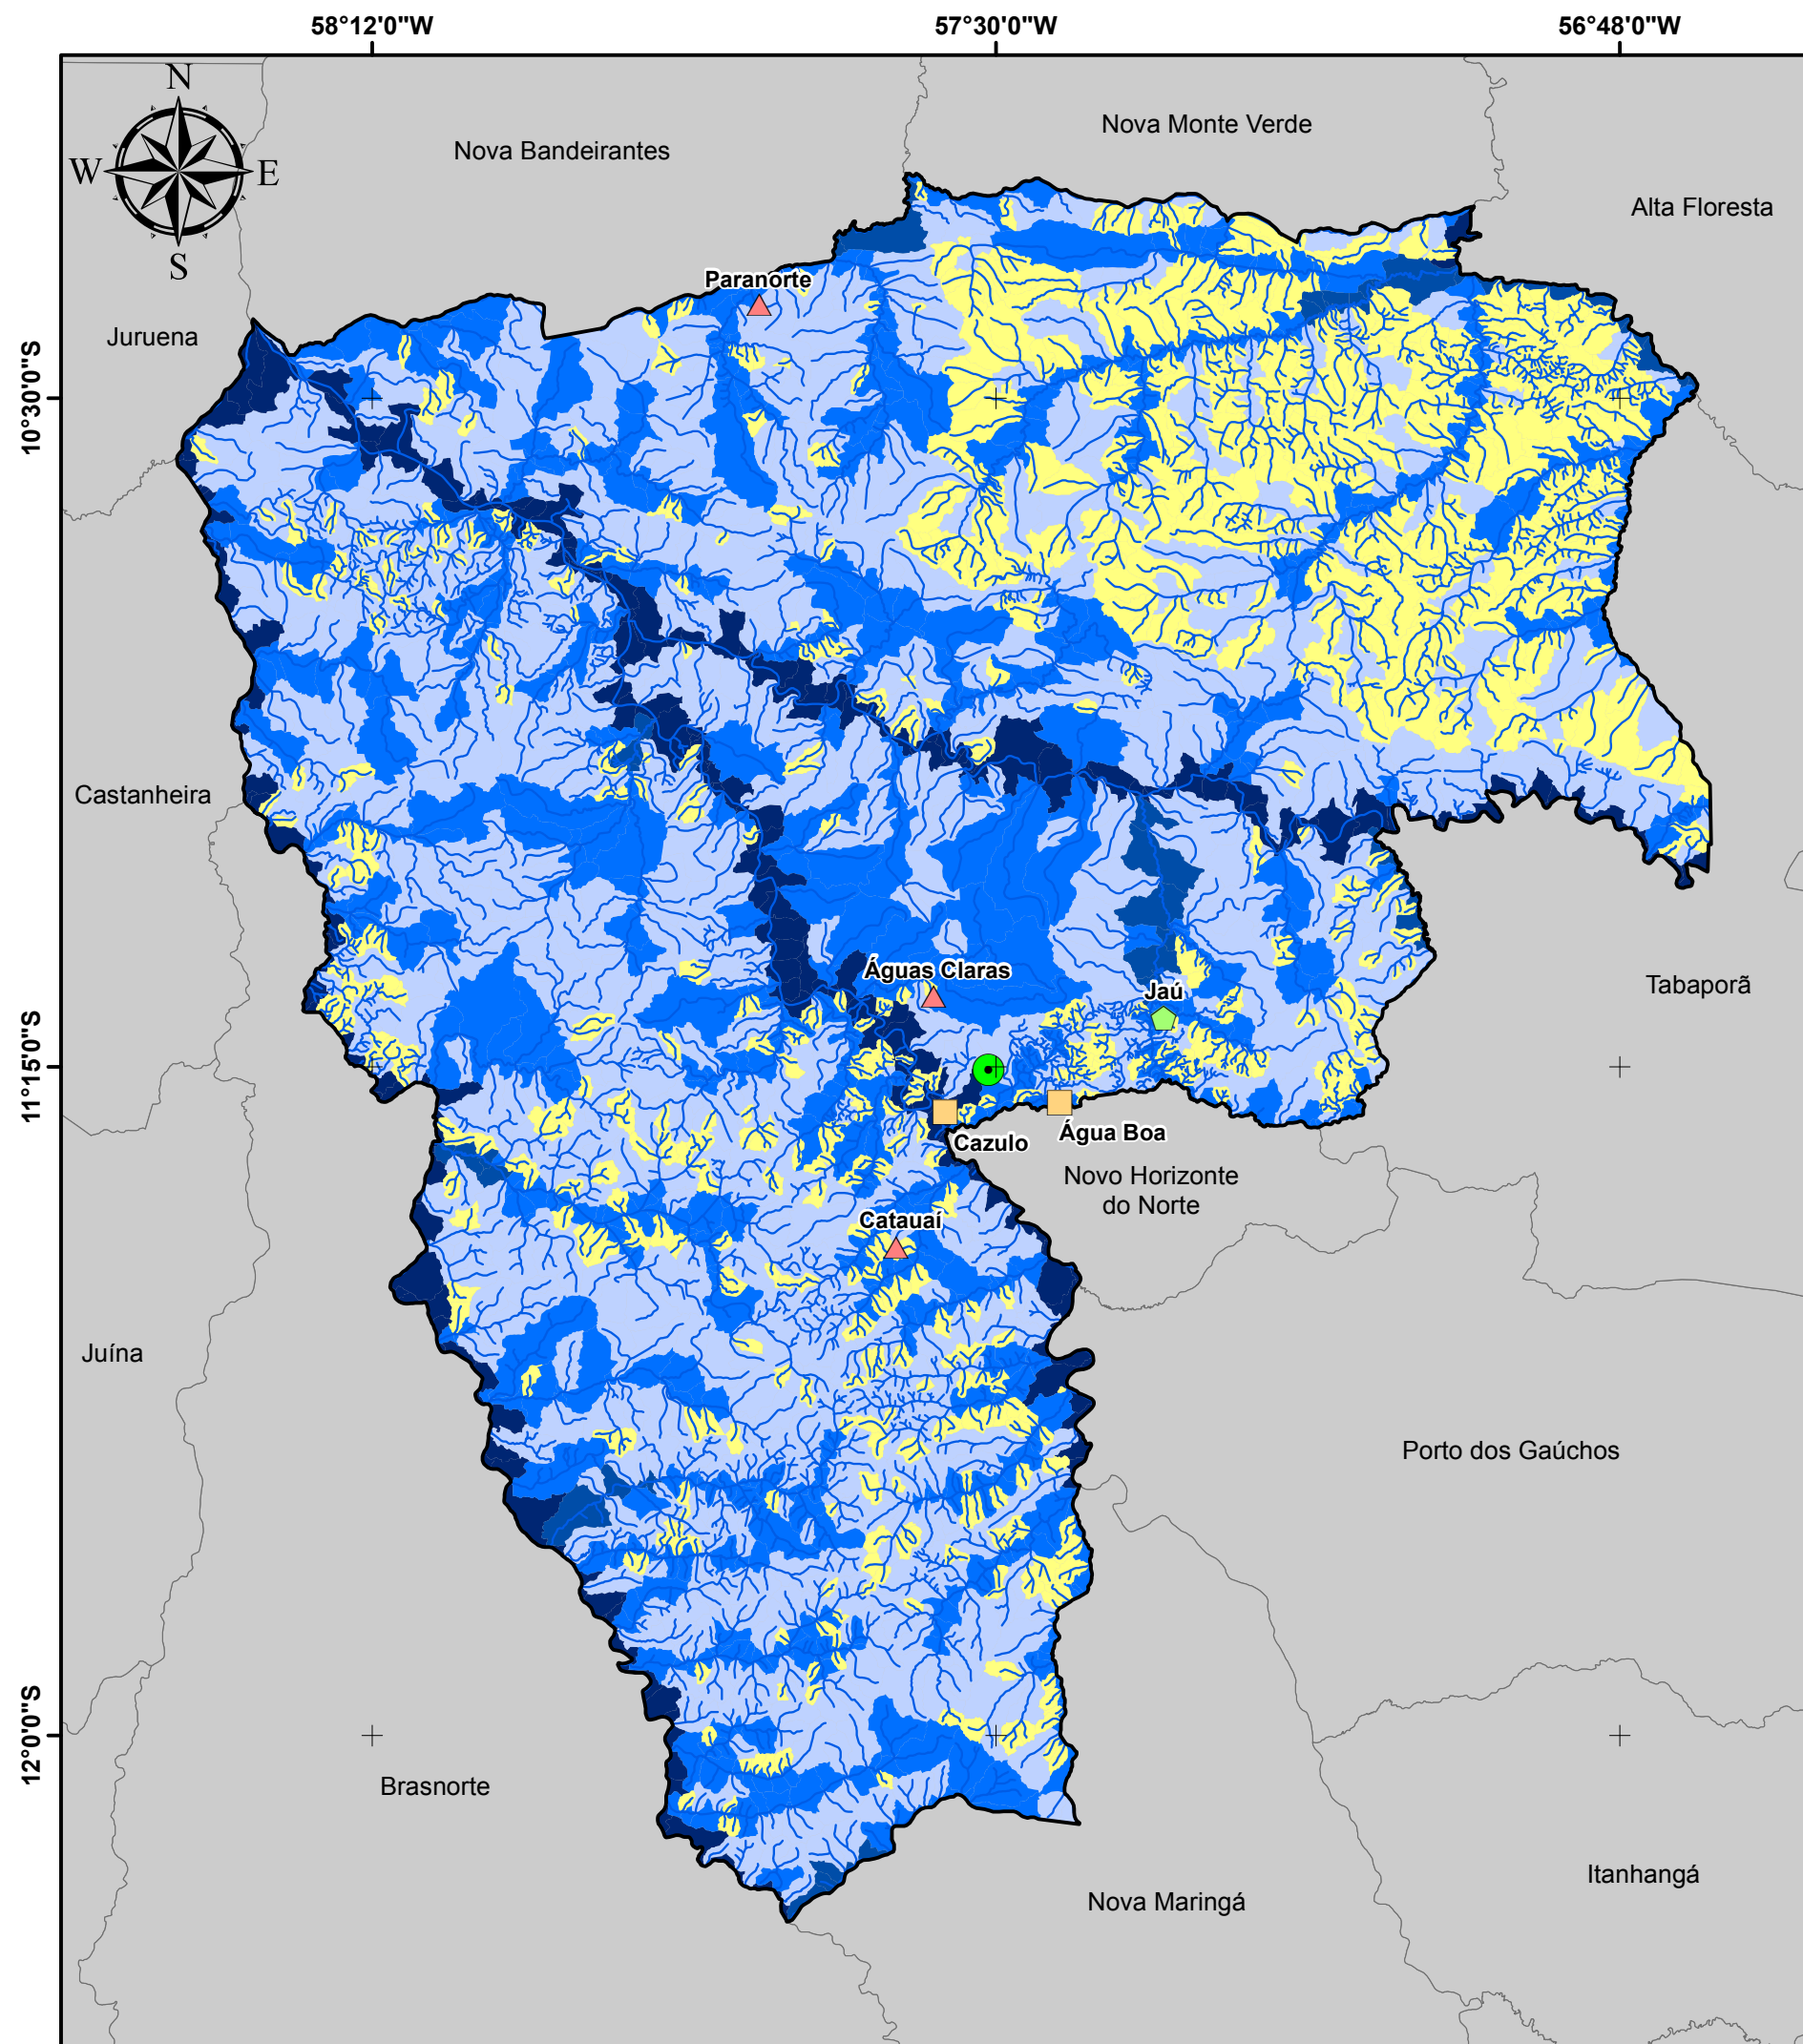 58°12'0"W
57°30'0"W
56°48'0"W
N
W
E
S
Nova Bandeirantes
Nova Monte Verde
Alta Floresta
Paranorte
Juruena
10°30'0"S
Castanheira
Águas Claras
Jaú
Tabaporã
11°15'0"S
Cazulo
Água Boa
Novo Horizonte
do Norte
Catauaí
Juína
Porto dos Gaúchos
12°0'0"S
Brasnorte
Itanhangá
Nova Maringá